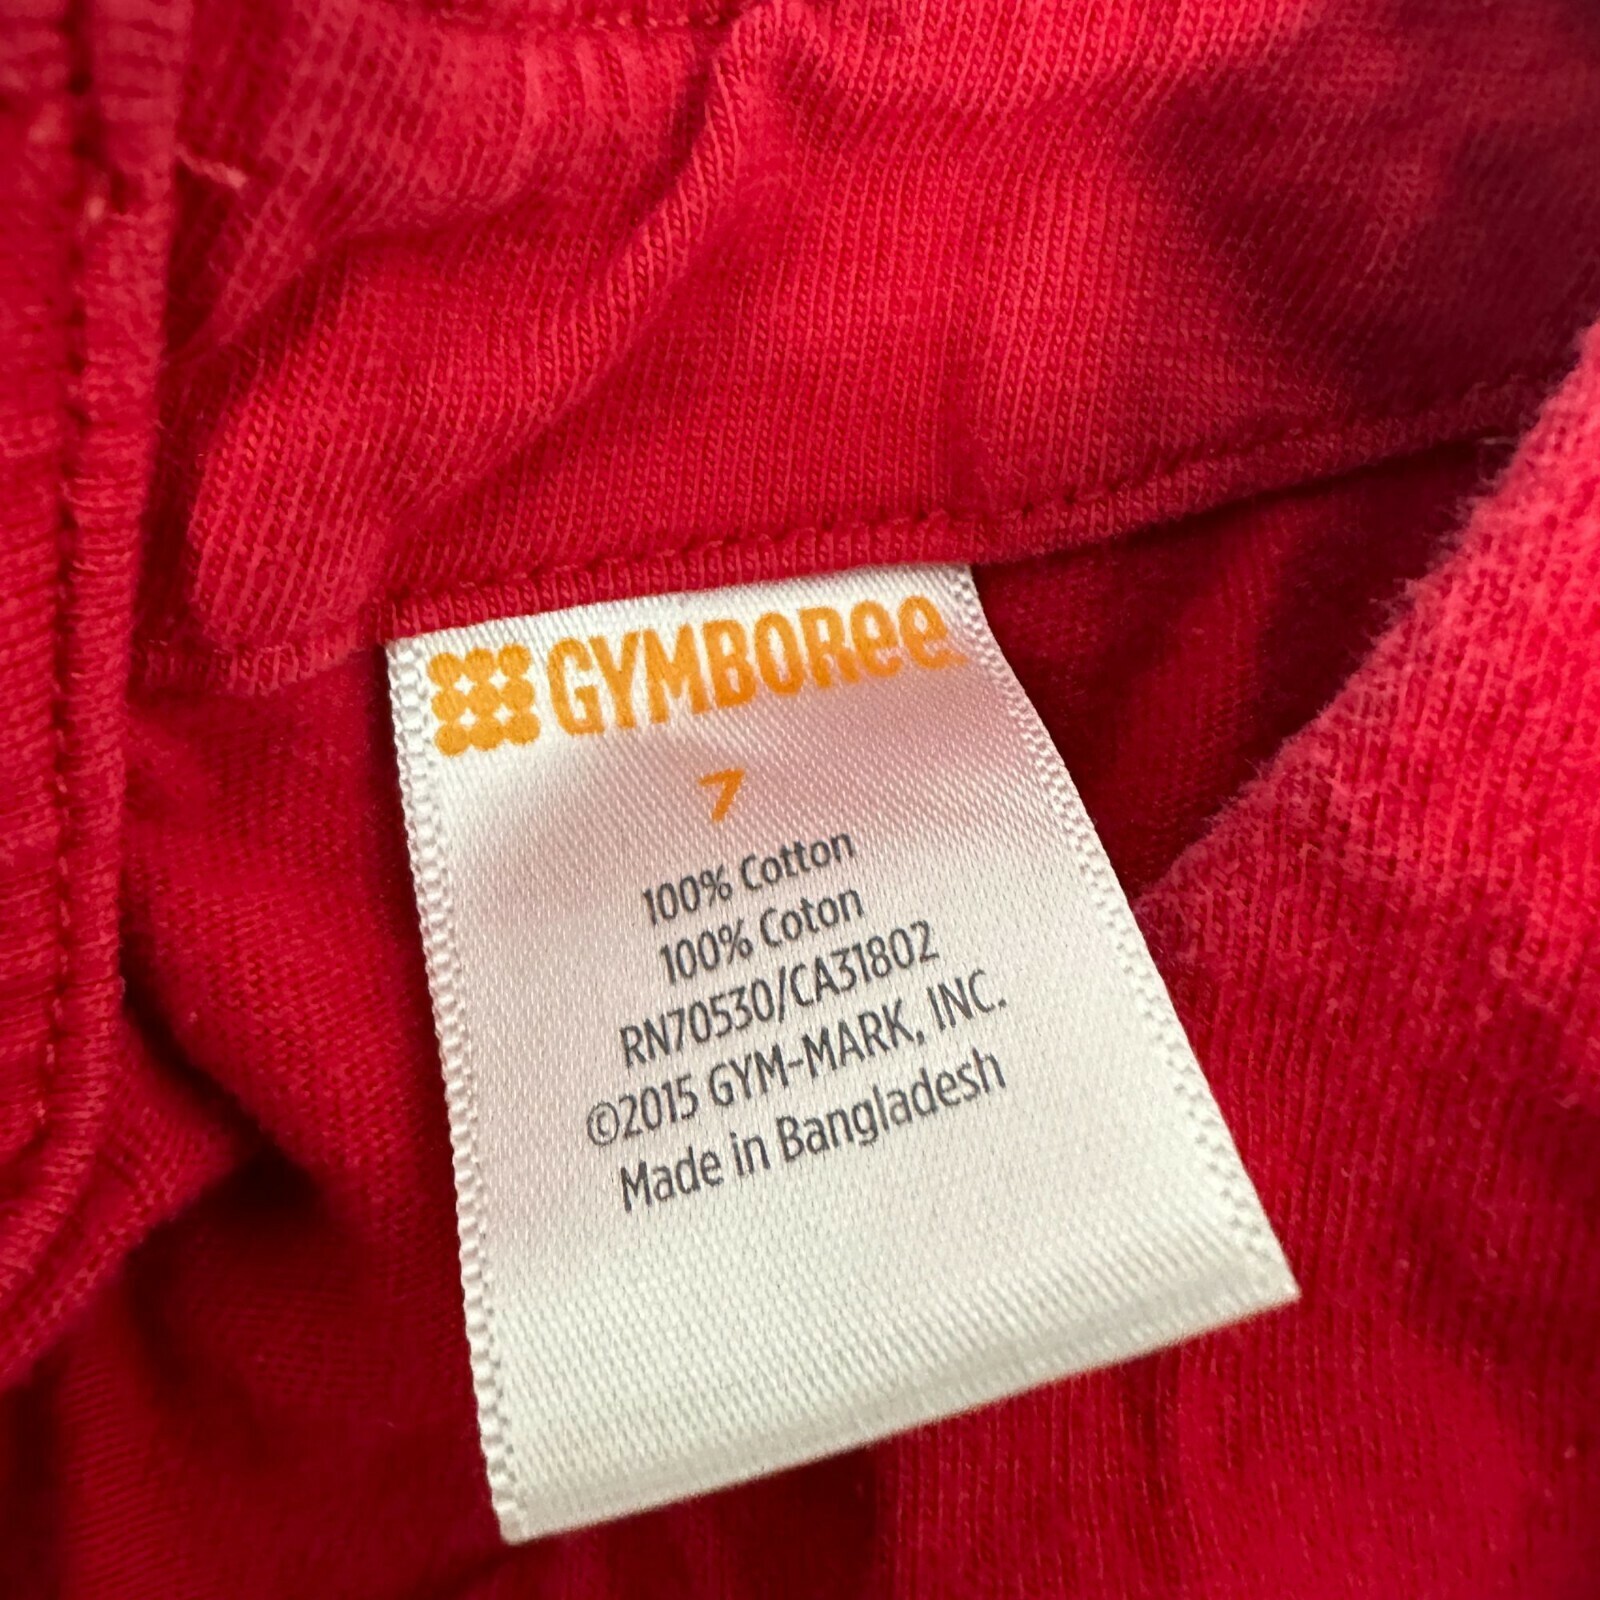 GYMBOREE
7
100% Cotton
100% Coton
RN70530/CA31802
©2015 GYM-MARK, INC.
Made in Bangladesh